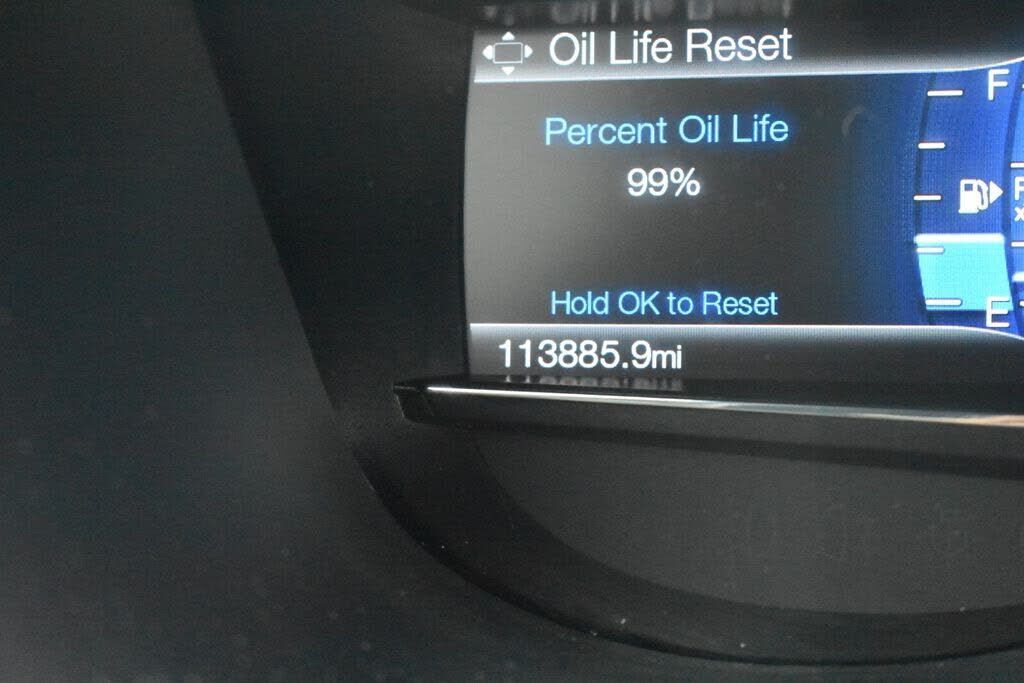 Oil Life Reset
Percent Oil Life
99%
Hold OK to Reset
113885.9mi
F
E